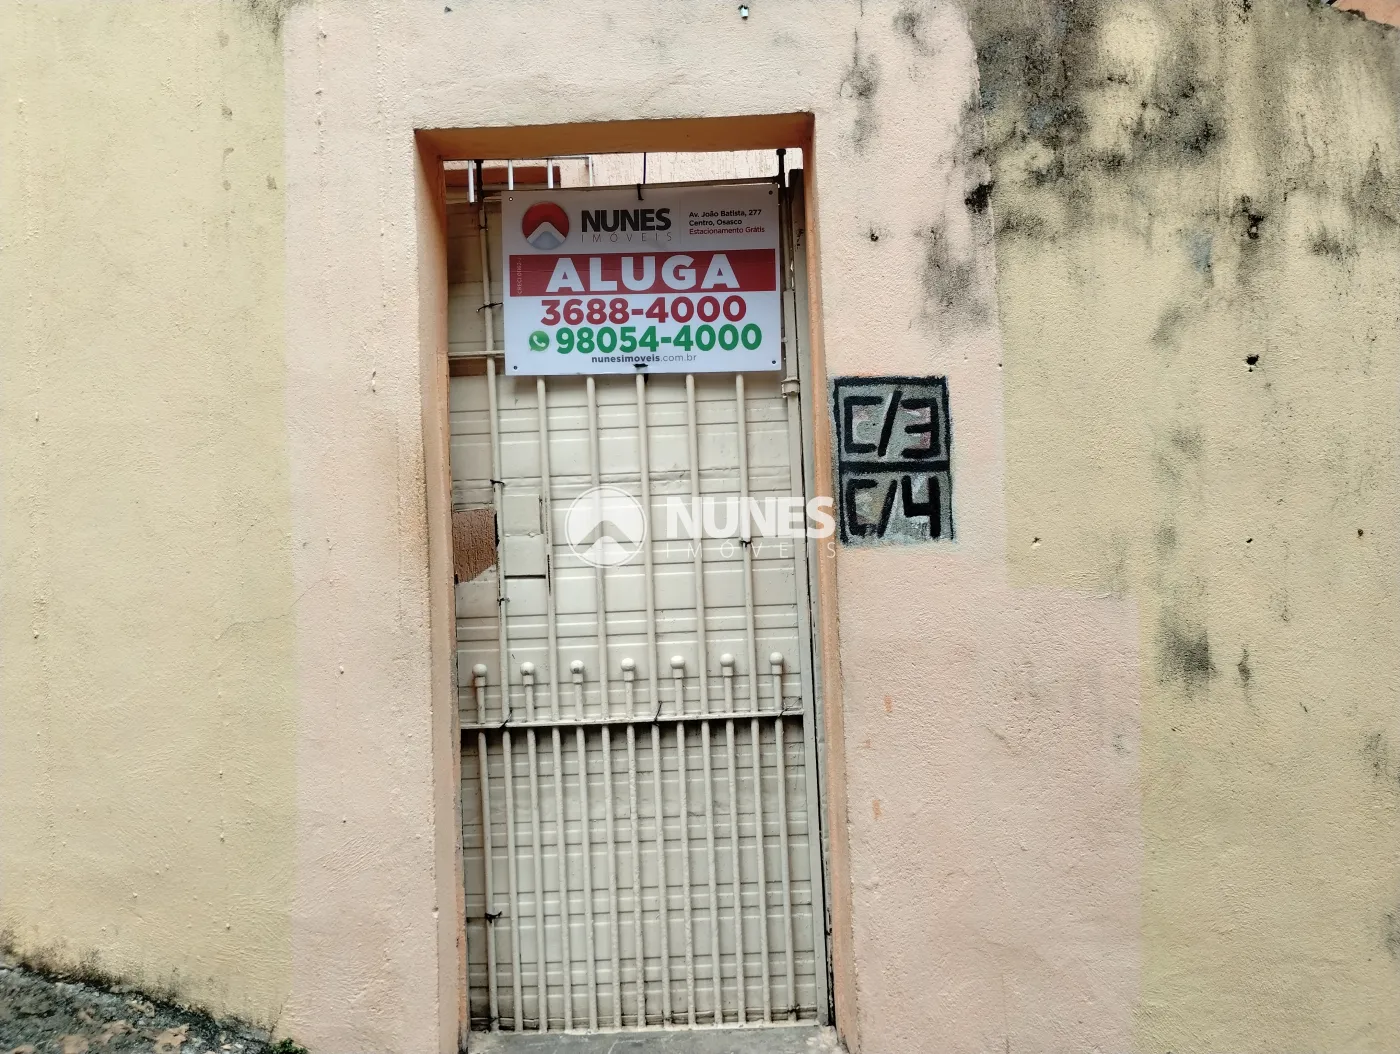 NUNES
IMÓVEIS
Av. João Batista, 277
Centro, Osasco
Estacionamento Grátis
ALUGA
3688-4000
98054-4000
nunesimoveis.com.br
C/3
C/4
NUNES
IMÓVEIS